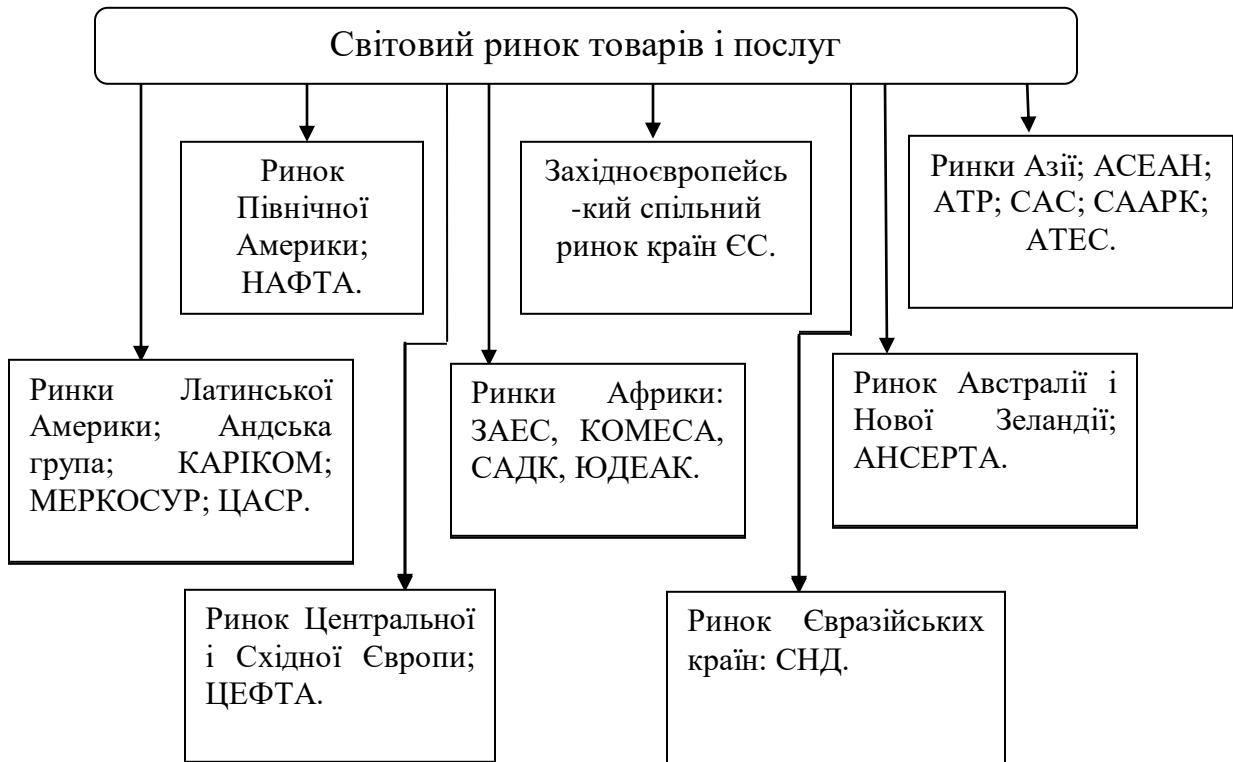 Світовий ринок товарів і послуг
Ринок
Північної
Америки;
НАФТА.
Західноєвропейсь
-кий спільний
ринок країн ЄС.
Ринки Азії; АСЕАН;
АТР; САС; СААРК;
АТЕС.
Ринки Латинської
Америки; Андська
група; КАРІКОМ;
МЕРКОСУР; ЦАСР.
Ринки Африки:
ЗАЕС, КОМЕСА,
САДК, ЮДЕАК.
Ринок Австралії і
Нової Зеландії;
АНСЕРТА.
Ринок Центральної
і Східної Європи;
ЦЕФТА.
Ринок Євразійських
країн: СНД.